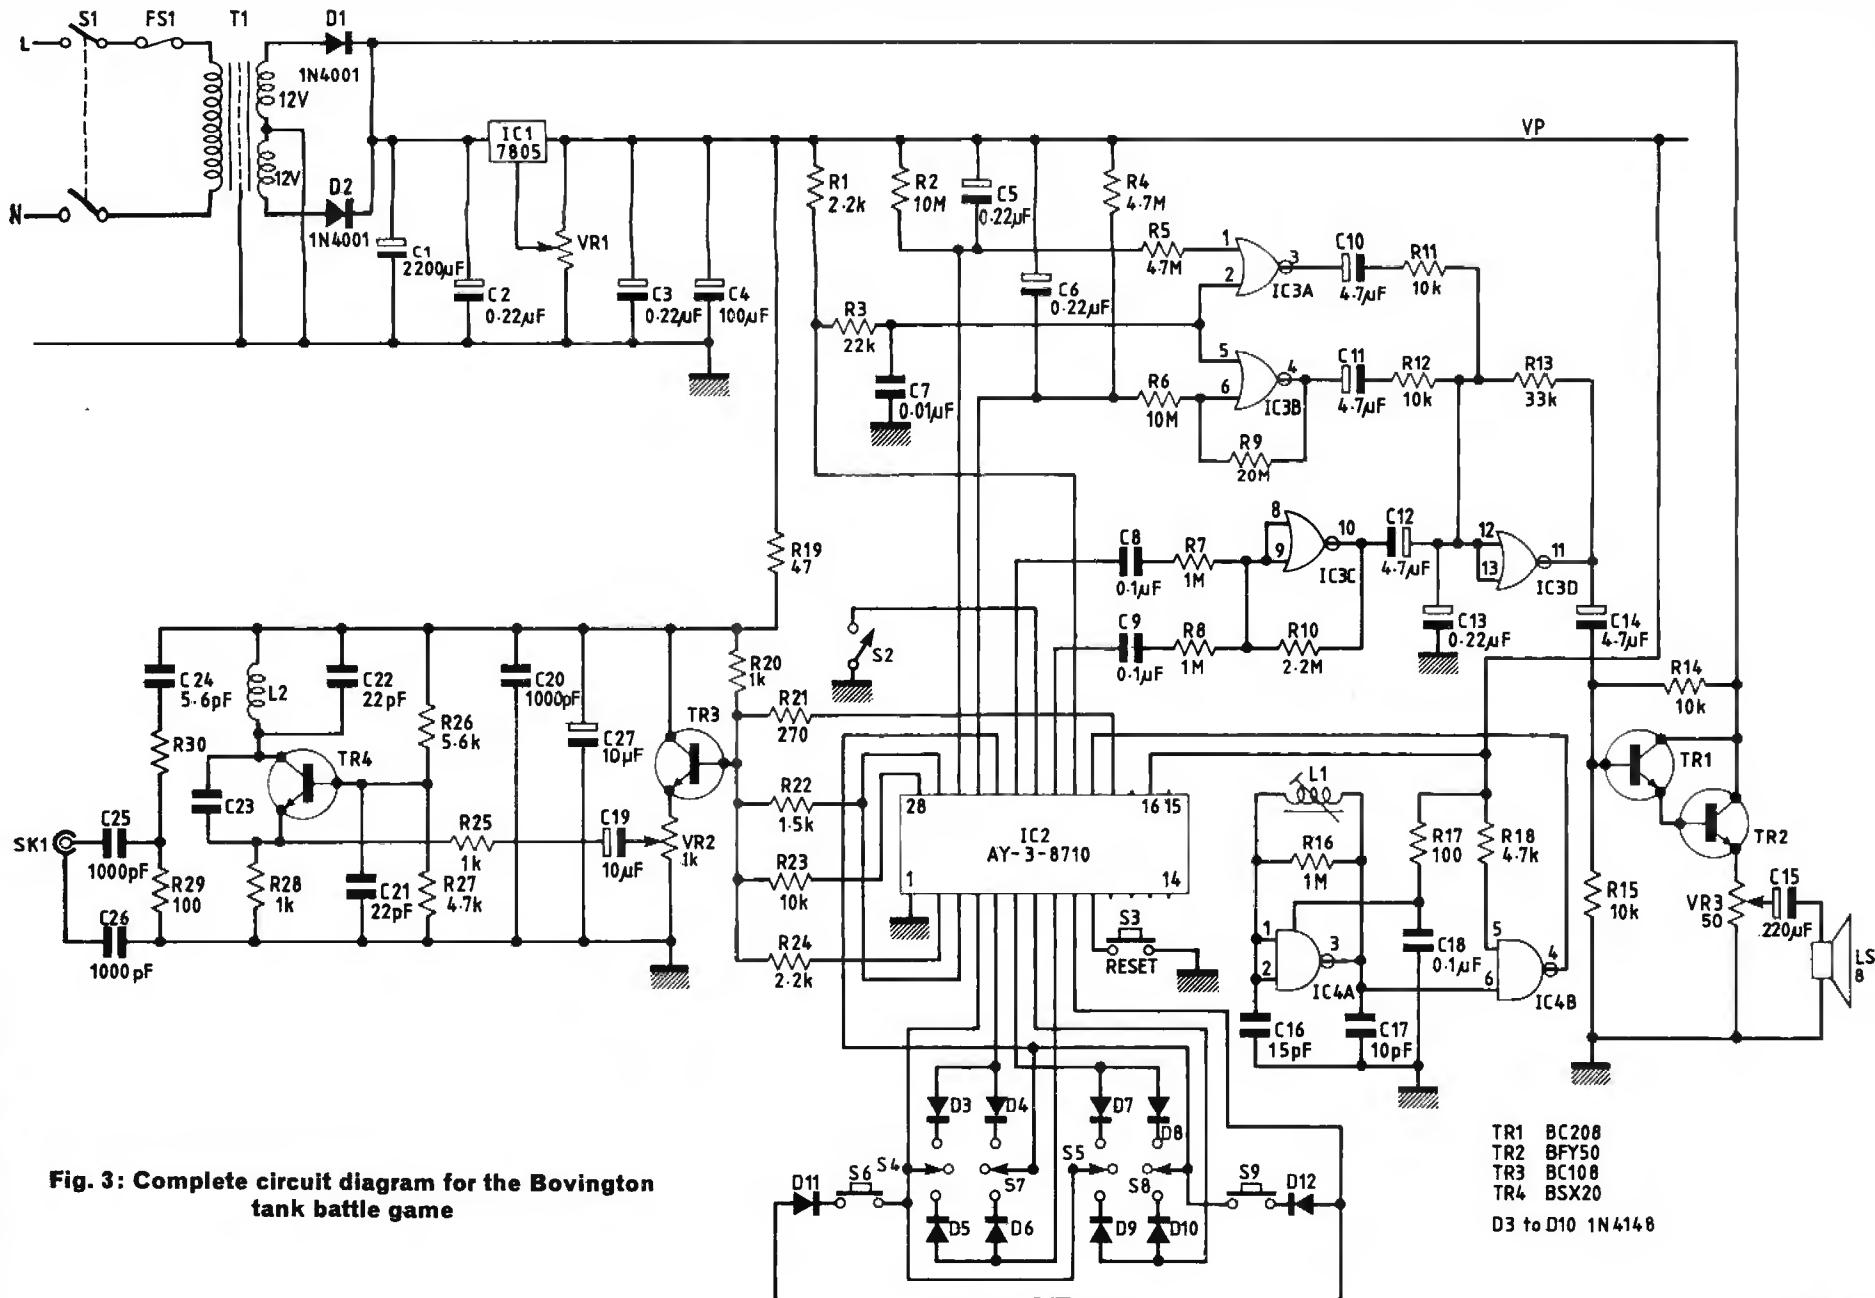 S1
FS1
T1
D1
L
1N4001
12V
12V
N
D2
1N4001
C1
2200µF
C2
0·22µF
IC1
7805
VR1
C3
0·22µF
C4
100µF
VP
R1
2·2k
R2
10M
C5
0·22µF
R4
4·7M
R5
4·7M
1
2
3
IC3A
C10
4·7µF
R11
10k
R3
22k
C6
0·22µF
C7
0·01µF
R6
10M
5
6
4
IC3B
C11
4·7µF
R12
10k
R13
33k
R9
20M
R19
47
C8
0·1µF
R7
1M
8
9
10
IC3C
C12
4·7µF
12
13
11
IC3D
C9
0·1µF
R8
1M
R10
2·2M
C13
0·22µF
C14
4·7µF
S2
C24
5·6pF
L2
C22
22pF
R26
5·6k
C20
1000pF
C27
10µF
R20
1k
TR3
R21
270
R14
10k
R30
TR4
C23
TR1
L1
R22
1·5k
28
16
15
IC2
AY-3-8710
1
14
R16
1M
R17
100
R18
4·7k
TR2
SK1
C25
1000pF
R29
100
R28
1k
C21
22pF
R27
4·7k
R25
1k
C19
10µF
VR2
1k
R23
10k
R15
10k
VR3
50
C15
220µF
LS
8
C26
1000pF
R24
2·2k
S3
RESET
1
2
3
IC4A
C18
0·1µF
5
6
4
IC4B
C16
15pF
C17
10pF
D3
D4
D7
D8
S4
S7
S5
S8
D11
S6
S9
D12
D5
D6
D9
D10
TR1 BC208
TR2 BFY50
TR3 BC108
TR4 BSX20
D3 to D10 1N4148
Fig. 3: Complete circuit diagram for the Bovington
tank battle game